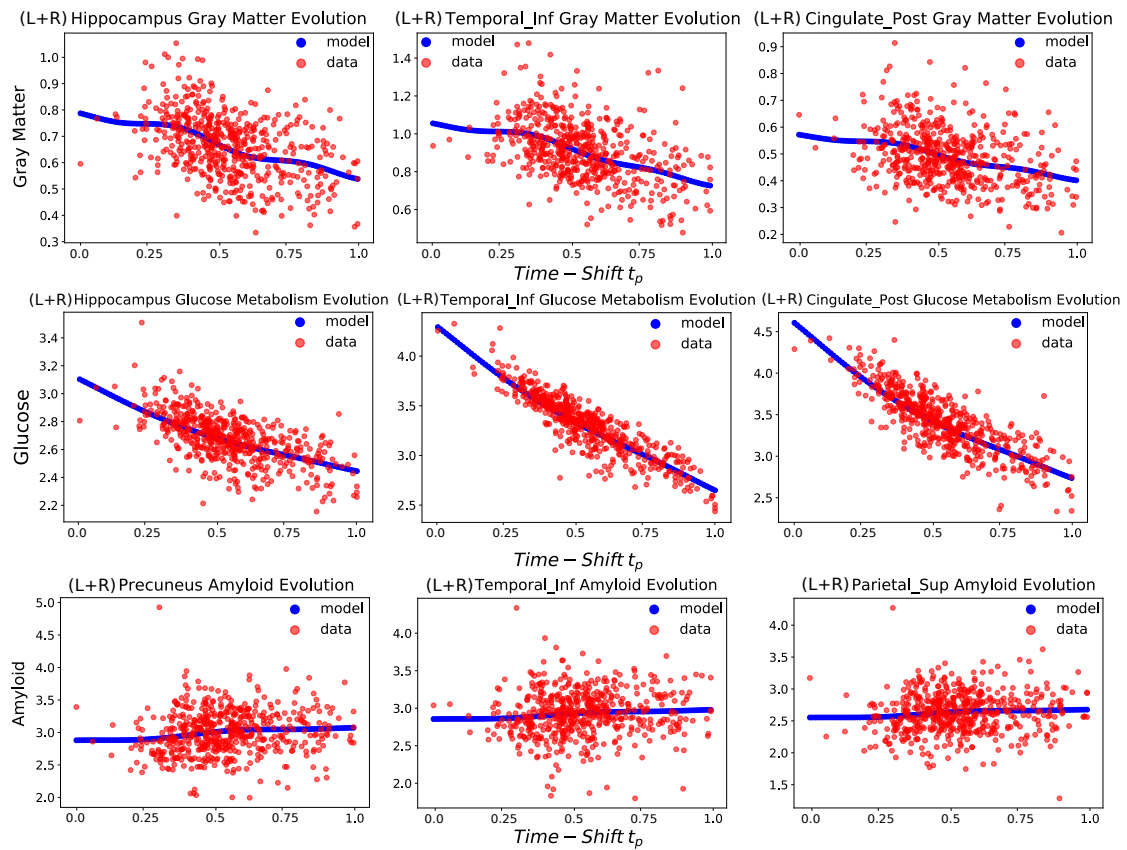 (L+R) Hippocampus Gray Matter Evolution
(L+R) Temporal_Inf Gray Matter Evolution
(L+R) Cingulate_Post Gray Matter Evolution
Gray Matter
model
data
1.0
0.9
0.8
0.7
0.6
0.5
0.4
0.3
0.0 0.25 0.5 0.75 1.0
model
data
1.4
1.2
1.0
0.8
0.6
0.0 0.25 0.5 0.75 1.0
model
data
0.9
0.8
0.7
0.6
0.5
0.4
0.3
0.2
0.0 0.25 0.5 0.75 1.0
Time − Shift tp
(L+R) Hippocampus Glucose Metabolism Evolution
(L+R) Temporal_Inf Glucose Metabolism Evolution
(L+R) Cingulate_Post Glucose Metabolism Evolution
Glucose
model
data
3.4
3.2
3.0
2.8
2.6
2.4
2.2
0.0 0.25 0.5 0.75 1.0
model
data
4.0
3.5
3.0
2.5
0.0 0.25 0.5 0.75 1.0
model
data
4.5
4.0
3.5
3.0
2.5
0.0 0.25 0.5 0.75 1.0
Time − Shift tp
(L+R) Precuneus Amyloid Evolution
(L+R) Temporal_Inf Amyloid Evolution
(L+R) Parietal_Sup Amyloid Evolution
Amyloid
model
data
5.0
4.5
4.0
3.5
3.0
2.5
2.0
0.0 0.25 0.5 0.75 1.0
model
data
4.0
3.5
3.0
2.5
2.0
0.0 0.25 0.5 0.75 1.0
model
data
4.0
3.5
3.0
2.5
2.0
1.5
0.0 0.25 0.5 0.75 1.0
Time − Shift tp